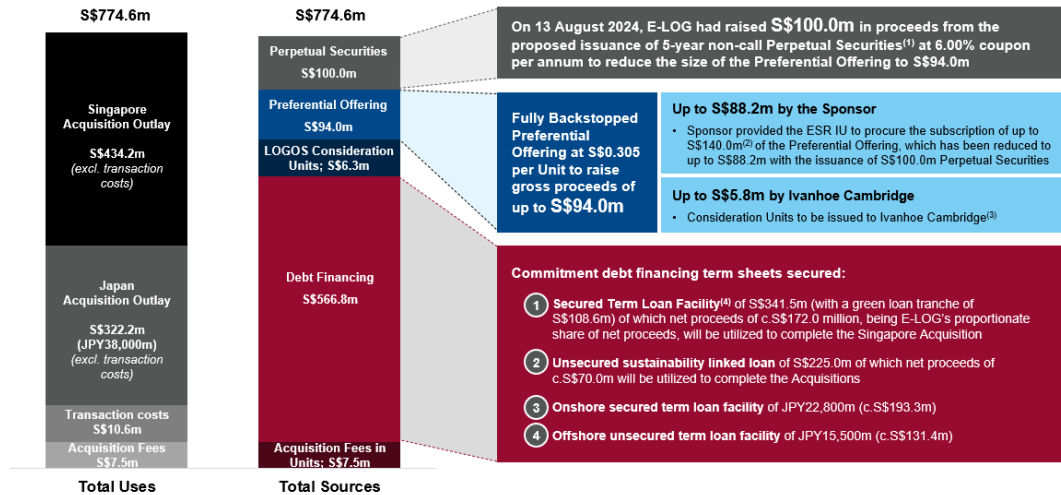 S$774.6m
Singapore
Acquisition Outlay
S$434.2m
(excl. transaction
costs)
Japan
Acquisition Outlay
S$322.2m
(JPY38,000m)
(excl. transaction
costs)
Transaction costs
S$10.6m
Acquisition Fees
S$7.5m
Total Uses
S$774.6m
Perpetual Securities
S$100.0m
Preferential Offering
S$94.0m
LOGOS Consideration
Units; S$6.3m
Debt Financing
S$566.8m
Acquisition Fees in
Units; S$7.5m
Total Sources
On 13 August 2024, E-LOG had raised S$100.0m in proceeds from the
proposed issuance of 5-year non-call Perpetual Securities(1) at 6.00% coupon
per annum to reduce the size of the Preferential Offering to S$94.0m
Fully Backstopped
Preferential
Offering at S$0.305
per Unit to raise
gross proceeds of
up to S$94.0m
Up to S$88.2m by the Sponsor
• Sponsor provided the ESR IU to procure the subscription of up to
S$140.0m(2) of the Preferential Offering, which has been reduced to
up to S$88.2m with the issuance of S$100.0m Perpetual Securities
Up to S$5.8m by Ivanhoe Cambridge
• Consideration Units to be issued to Ivanhoe Cambridge(3)
Commitment debt financing term sheets secured:
1 Secured Term Loan Facility(4) of S$341.5m (with a green loan tranche of
S$108.6m) of which net proceeds of c.S$172.0 million, being E-LOG's proportionate
share of net proceeds, will be utilized to complete the Singapore Acquisition
2 Unsecured sustainability linked loan of S$225.0m of which net proceeds of
c.S$70.0m will be utilized to complete the Acquisitions
3 Onshore secured term loan facility of JPY22,800m (c.S$193.3m)
4 Offshore unsecured term loan facility of JPY15,500m (c.S$131.4m)